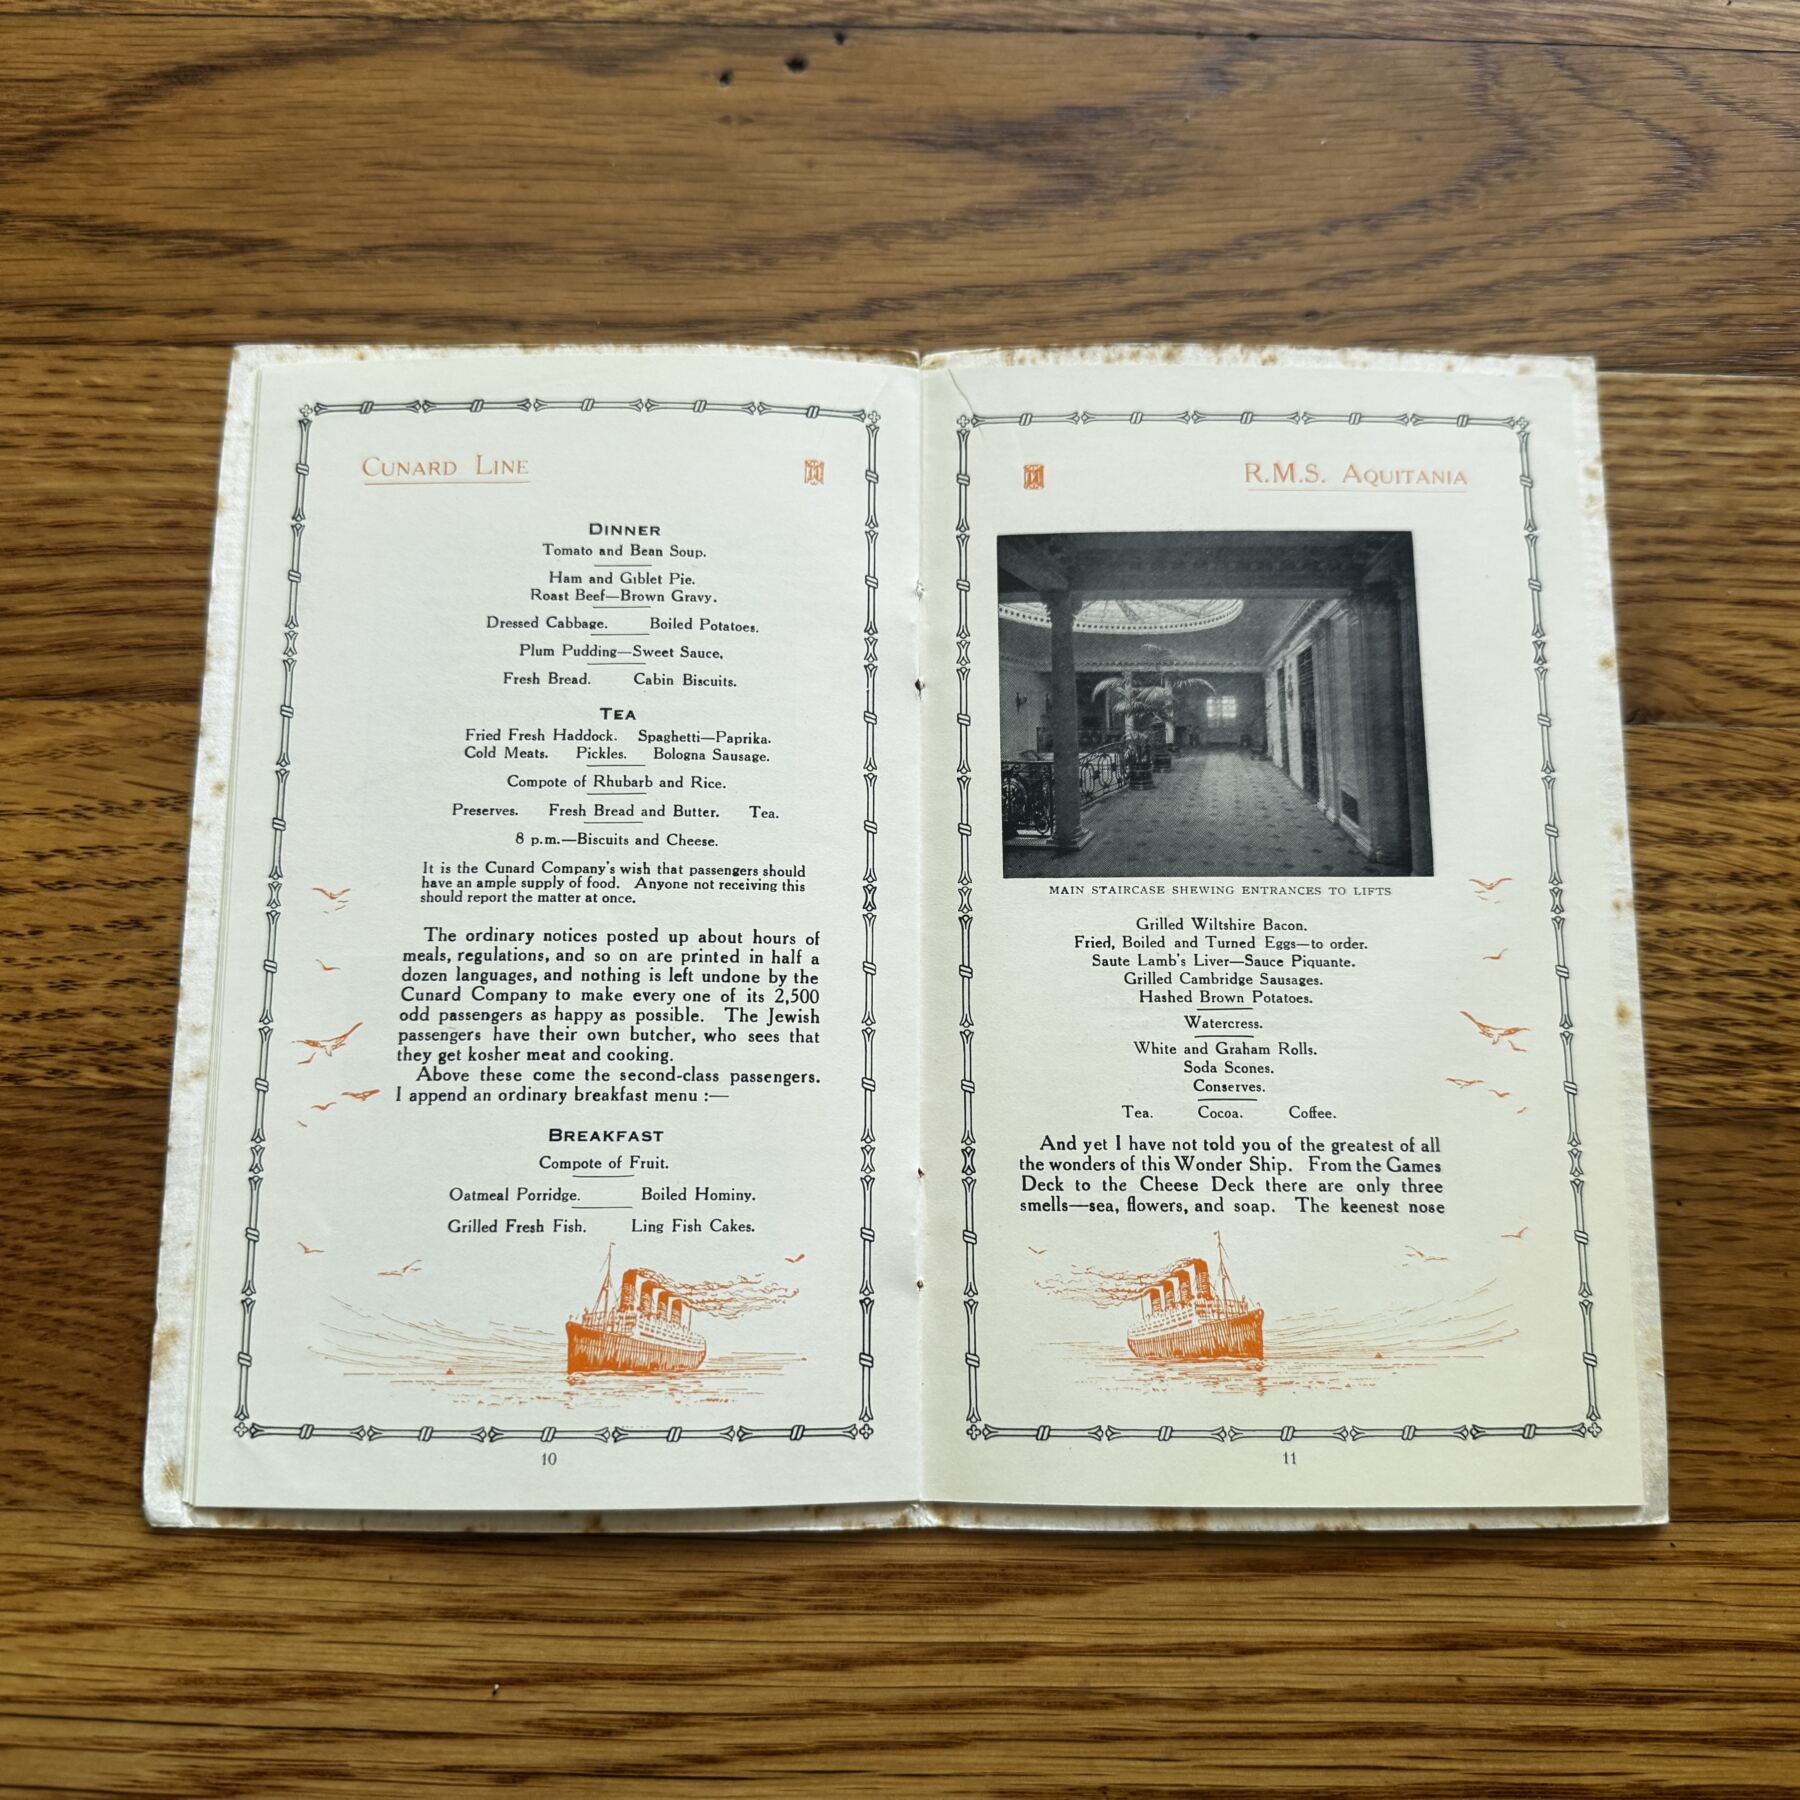 CUNARD LINE
DINNER
Tomato and Bean Soup.
Ham and Giblet Pie.
Roast Beef—Brown Gravy.
Dressed Cabbage. Boiled Potatoes.
Plum Pudding—Sweet Sauce,
Fresh Bread. Cabin Biscuits.
TEA
Fried Fresh Haddock. Spaghetti—Paprika.
Cold Meats. Pickles. Bologna Sausage.
Compote of Rhubarb and Rice.
Preserves. Fresh Bread and Butter. Tea.
8 p.m.—Biscuits and Cheese.
It is the Cunard Company's wish that passengers should
have an ample supply of food. Anyone not receiving this
should report the matter at once.
The ordinary notices posted up about hours of
meals, regulations, and so on are printed in half a
dozen languages, and nothing is left undone by the
Cunard Company to make every one of its 2,500
odd passengers as happy as possible. The Jewish
passengers have their own butcher, who sees that
they get kosher meat and cooking.
Above these come the second-class passengers.
I append an ordinary breakfast menu :—
BREAKFAST
Compote of Fruit.
Oatmeal Porridge. Boiled Hominy.
Grilled Fresh Fish. Ling Fish Cakes.
10
R.M.S. AQUITANIA
MAIN STAIRCASE SHEWING ENTRANCES TO LIFTS
Grilled Wiltshire Bacon.
Fried, Boiled and Turned Eggs—to order.
Saute Lamb's Liver—Sauce Piquante.
Grilled Cambridge Sausages.
Hashed Brown Potatoes.
Watercress.
White and Graham Rolls.
Soda Scones.
Conserves.
Tea. Cocoa. Coffee.
And yet I have not told you of the greatest of all
the wonders of this Wonder Ship. From the Games
Deck to the Cheese Deck there are only three
smells—sea, flowers, and soap. The keenest nose
11